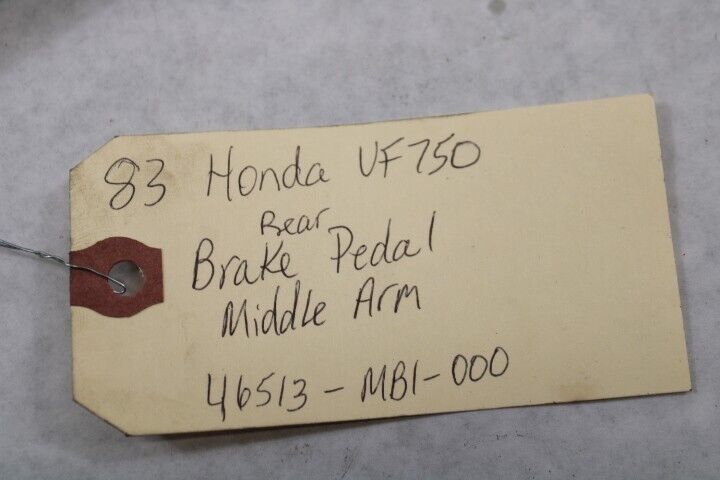 83 Honda VF750
Rear
Brake Pedal
Middle Arm
46513-MB1-000